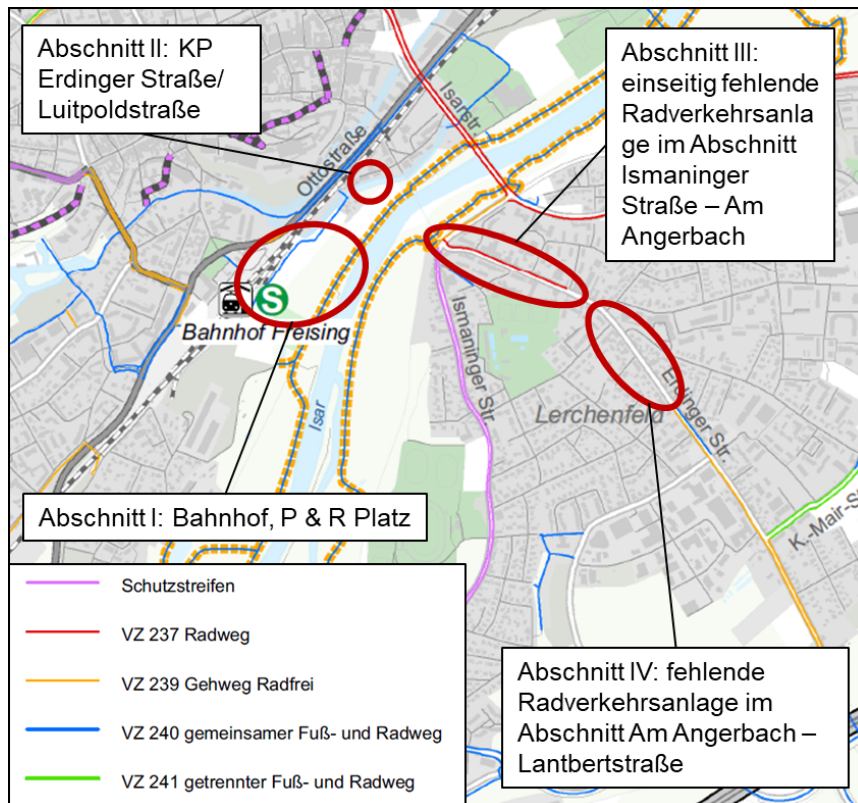 Abschnitt II: KP
Erdinger Straße/
Luitpoldstraße
Abschnitt III:
einseitig fehlende
Radverkehrsanla
ge im Abschnitt
Ismaninger
Straße – Am
Angerbach
Isarstr.
Ottostraße
S
Bahnhof Freising
Isar
Ismaninger Str.
Erdinger Str.
Lerchenfeld
K.-Mair-S
Abschnitt I: Bahnhof, P & R Platz
Schutzstreifen
VZ 237 Radweg
VZ 239 Gehweg Radfrei
VZ 240 gemeinsamer Fuß- und Radweg
VZ 241 getrennter Fuß- und Radweg
Abschnitt IV: fehlende
Radverkehrsanlage im
Abschnitt Am Angerbach –
Lantbertstraße